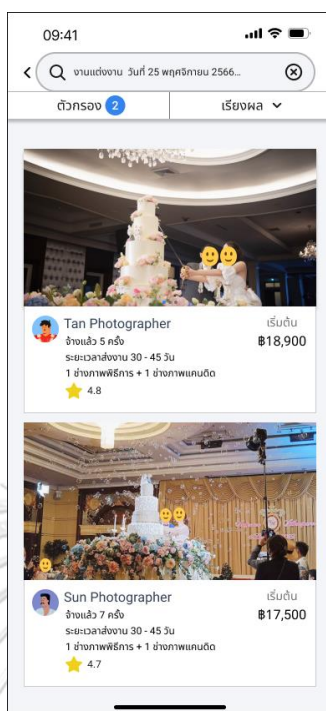 09:41
งานแต่งงาน วันที่ 25 พฤศจิกายน 2566...
ตัวกรอง 2
เรียงผล
Tan Photographer
เริ่มต้น
จ้างแล้ว 5 ครั้ง
฿18,900
ระยะเวลาส่งงาน 30 - 45 วัน
1 ช่างภาพพิธีการ + 1 ช่างภาพแคนดิด
4.8
Sun Photographer
เริ่มต้น
จ้างแล้ว 7 ครั้ง
฿17,500
ระยะเวลาส่งงาน 30 - 45 วัน
1 ช่างภาพพิธีการ + 1 ช่างภาพแคนดิด
4.7